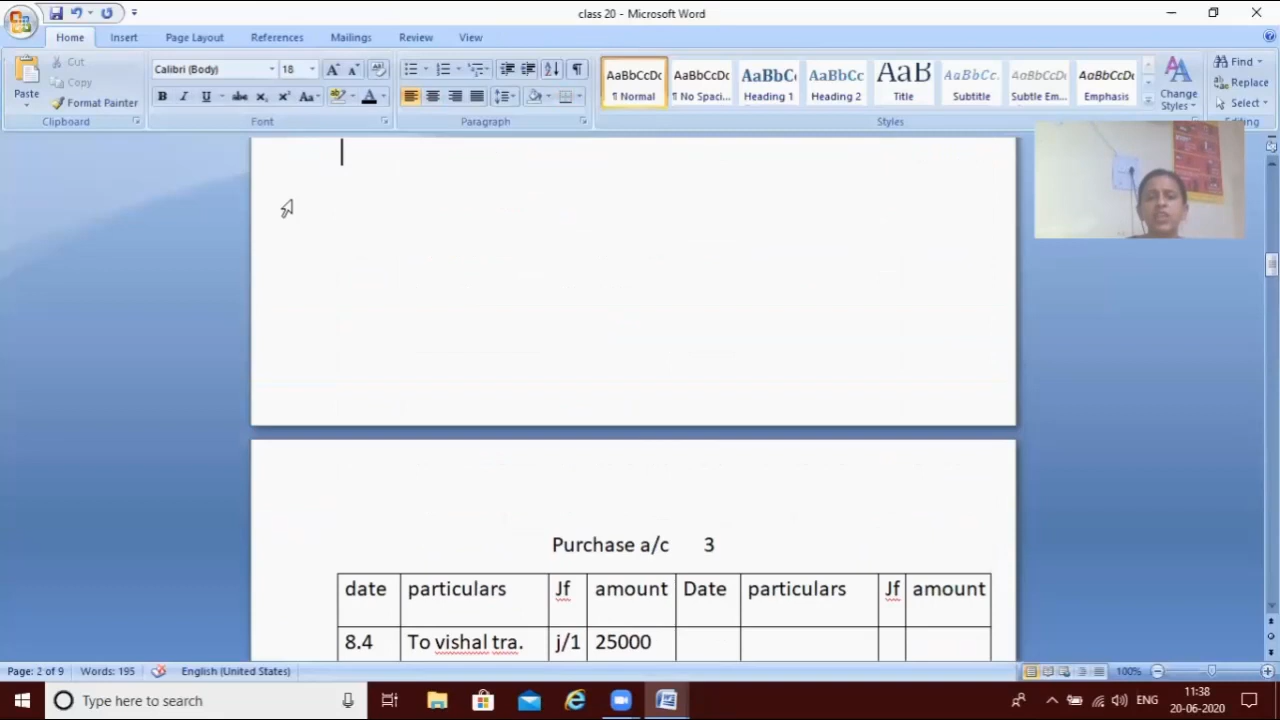 class 20 - Microsoft Word
Home Insert Page Layout References Mailings Review View
Paste
Cut
Copy
Format Painter
Clipboard
Calibri (Body) 18
Font
Paragraph
AaBbCcDc AaBbCcDc AaBbC AaBbCc AaB AaBbCc. AaBbCcDc AaBbCcDc
¶ Normal ¶ No Spaci... Heading 1 Heading 2 Title Subtitle Subtle Em... Emphasis
Change Styles
Styles
Find
Replace
Select
Editing
Purchase a/c 3
date particulars Jf amount Date particulars Jf amount
8.4 To vishal tra. j/1 25000
Page: 2 of 9 Words: 195 English (United States) 100%
Type here to search
ENG
11:38
20-06-2020